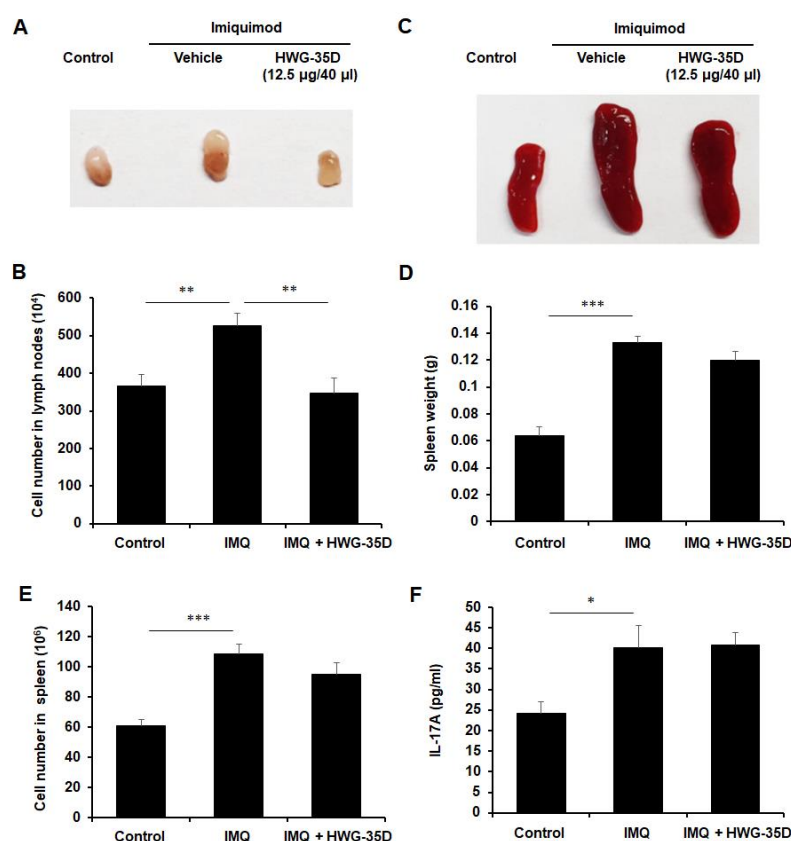 A
Imiquimod
Control
Vehicle
HWG-35D
(12.5 µg/40 µl)
C
Imiquimod
Control
Vehicle
HWG-35D
(12.5 µg/40 µl)
B
Cell number in lymph nodes (10⁴)
600
500
400
300
200
100
0
**
**
Control
IMQ
IMQ + HWG-35D
D
Spleen weight (g)
0.16
0.14
0.12
0.1
0.08
0.06
0.04
0.02
0
***
Control
IMQ
IMQ + HWG-35D
E
Cell number in spleen (10⁶)
140
120
100
80
60
40
20
0
***
Control
IMQ
IMQ + HWG-35D
F
IL-17A (pg/ml)
50
45
40
35
30
25
20
15
10
5
0
*
Control
IMQ
IMQ + HWG-35D